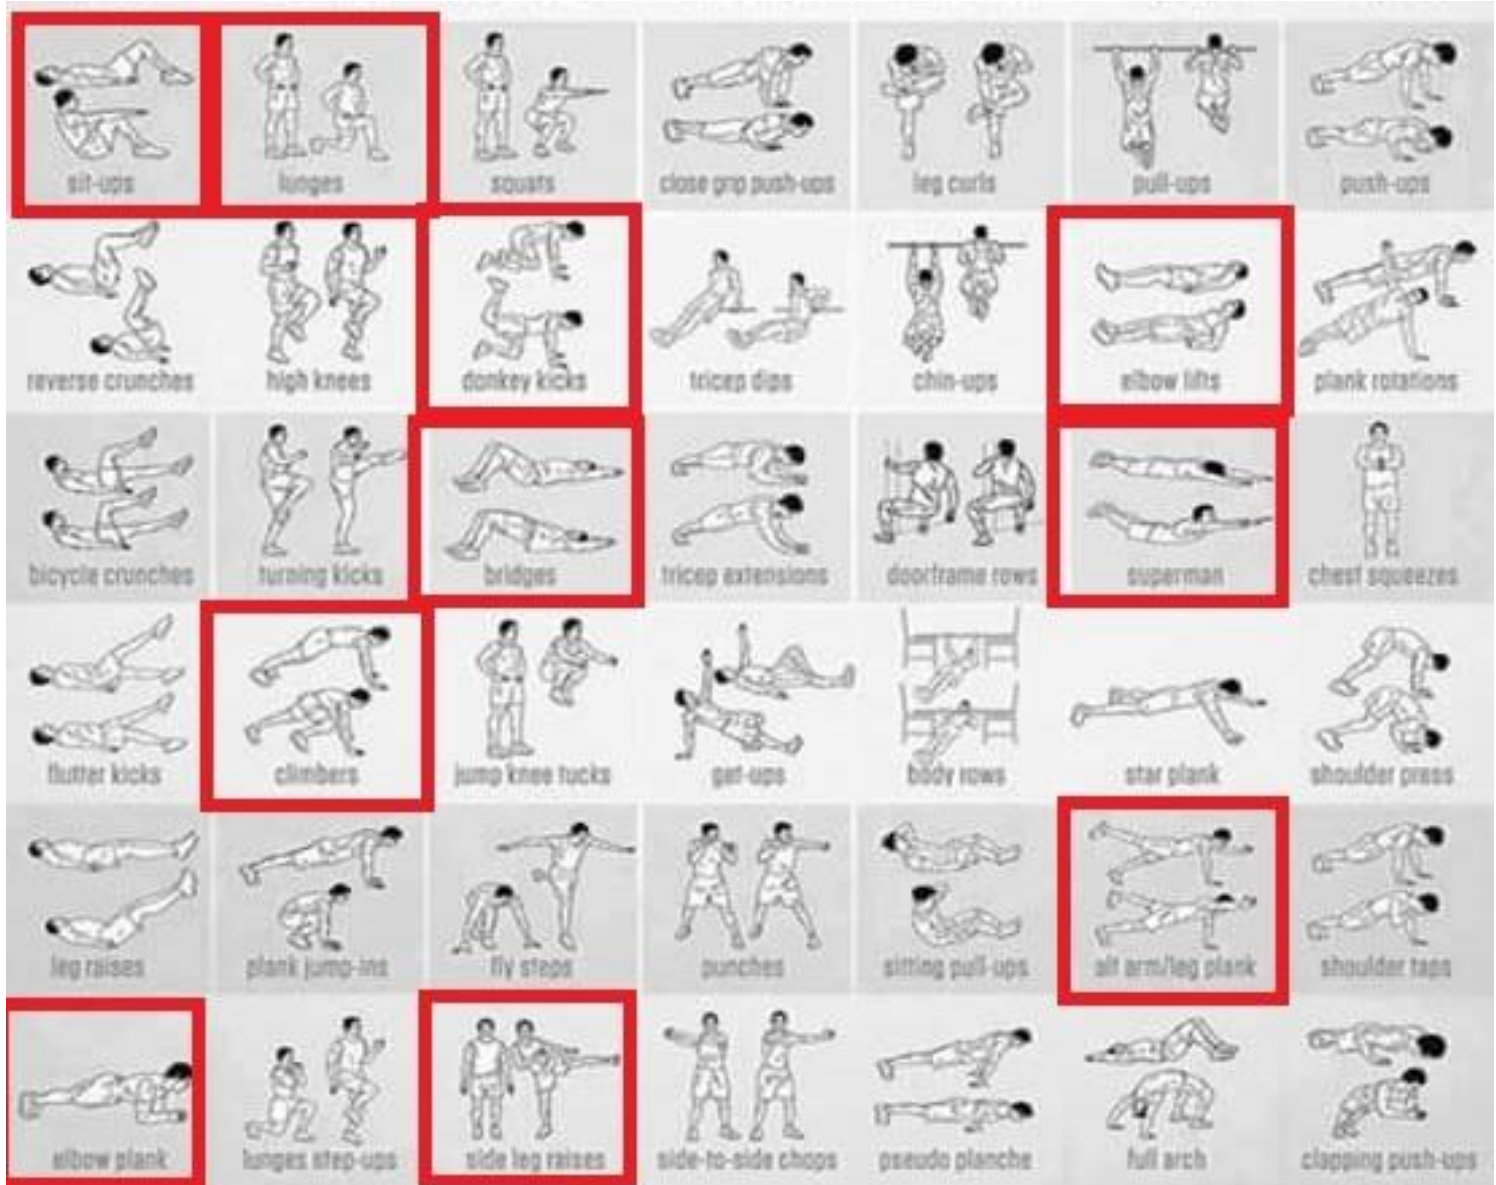 sit-ups
lunges
squats
close grip push-ups
leg curls
pull-ups
push-ups
reverse crunches
high knees
donkey kicks
tricep dips
chin-ups
elbow lifts
plank rotations
bicycle crunches
turning kicks
bridges
tricep extensions
doorframe rows
superman
chest squeezes
flutter kicks
climbers
jump knee tucks
get-ups
body rows
star plank
shoulder press
leg raises
plank jump-ins
fly steps
punches
sitting pull-ups
alt arm/leg plank
shoulder taps
elbow plank
lunges step-ups
side leg raises
side-to-side chops
pseudo planche
full arch
clapping push-ups